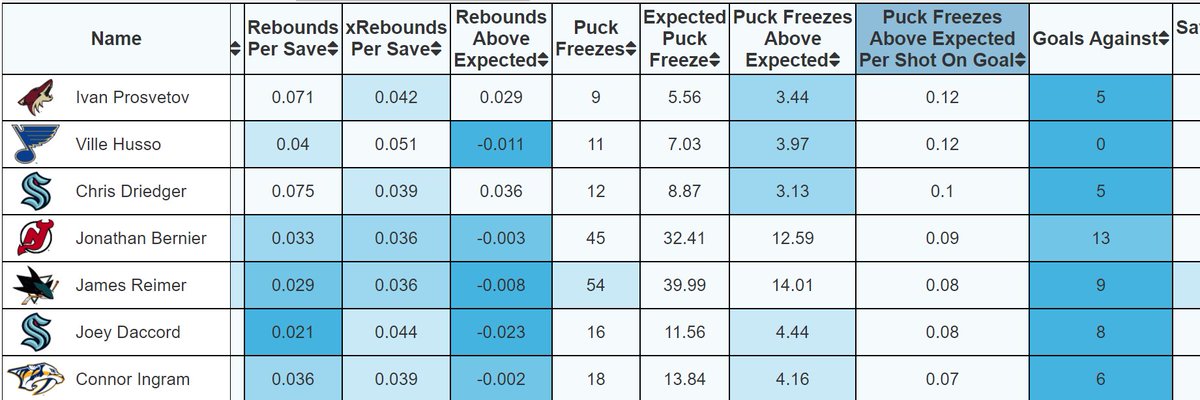 Name Rebounds Per Save xRebounds Per Save Rebounds Above Expected Puck Freezes Expected Puck Freeze Puck Freezes Above Expected Puck Freezes Above Expected Per Shot On Goal Goals Against
Ivan Prosvetov 0.071 0.042 0.029 9 5.56 3.44 0.12 5
Ville Husso 0.04 0.051 -0.011 11 7.03 3.97 0.12 0
Chris Driedger 0.075 0.039 0.036 12 8.87 3.13 0.1 5
Jonathan Bernier 0.033 0.036 -0.003 45 32.41 12.59 0.09 13
James Reimer 0.029 0.036 -0.008 54 39.99 14.01 0.08 9
Joey Daccord 0.021 0.044 -0.023 16 11.56 4.44 0.08 8
Connor Ingram 0.036 0.039 -0.002 18 13.84 4.16 0.07 6